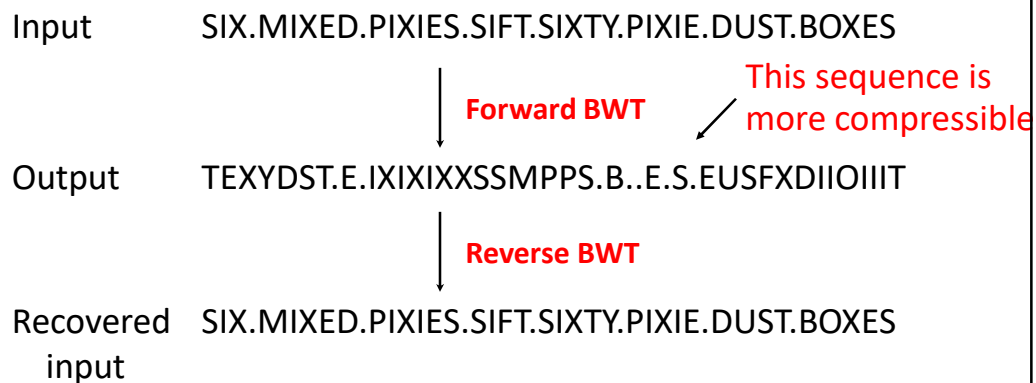 Input SIX.MIXED.PIXIES.SIFT.SIXTY.PIXIE.DUST.BOXES
This sequence is
Forward BWT
more compressible
Output TEXYDST.E.IXIXIXXSSMPPS.B..E.S.EUSFXDIIOIIIT
Reverse BWT
Recovered SIX.MIXED.PIXIES.SIFT.SIXTY.PIXIE.DUST.BOXES
input